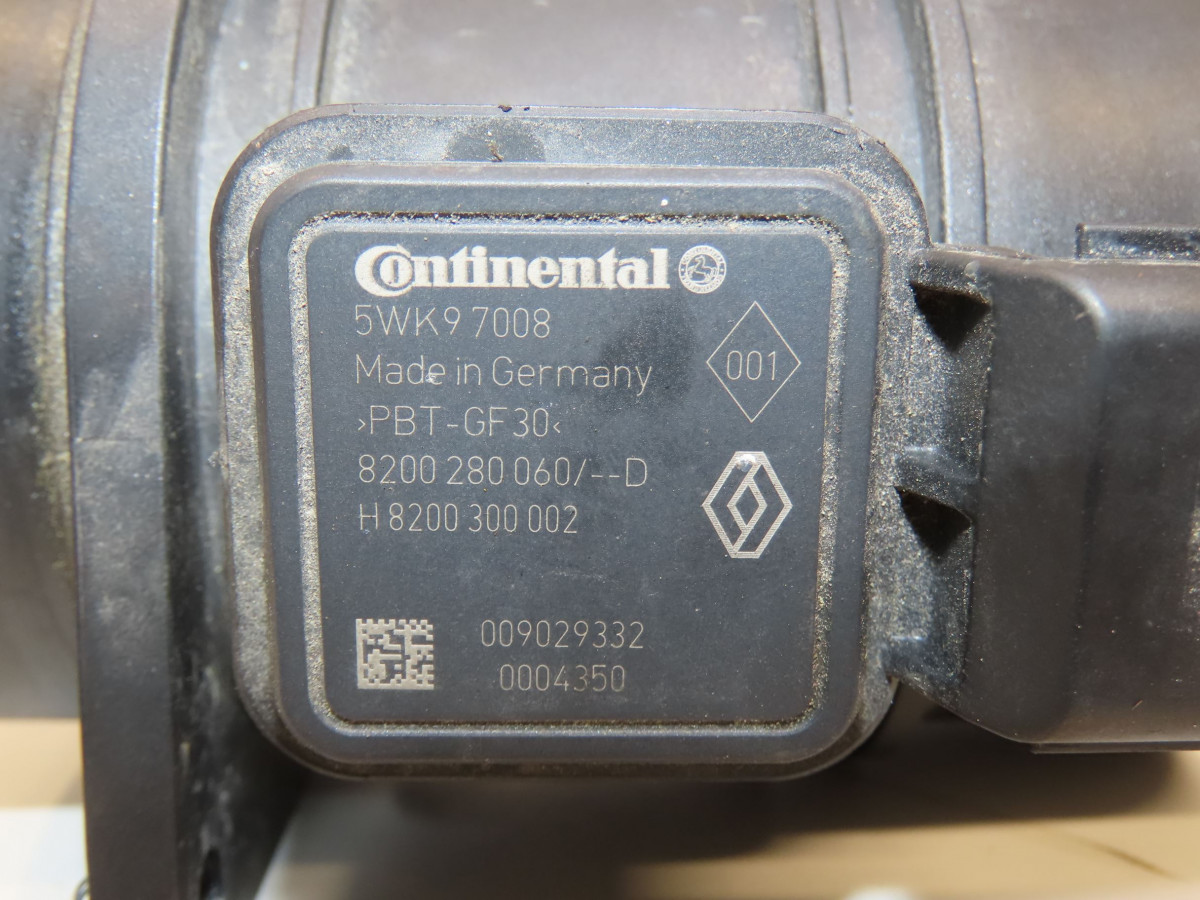 Continental
5WK9 7008
Made in Germany
001
>PBT-GF30<
8200 280 060/--D
H 8200 300 002
009029332
0004350